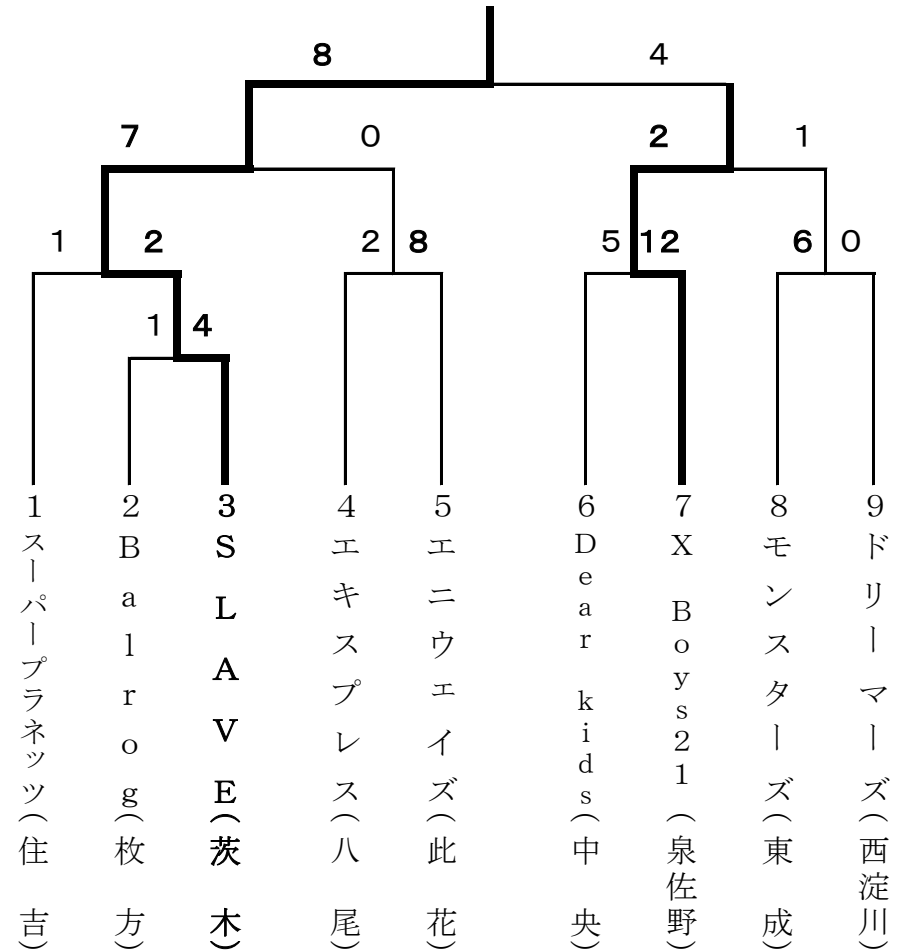 8 4
7 0 2 1
1 2 2 8 5 12 6 0
1 4
1 スーパープラネッツ(住吉)
2 Balrog(枚方)
3 SLAVE(茨木)
4 エキスプレス(八尾)
5 エニウェイズ(此花)
6 Dear kids(中央)
7 X Boys21(泉佐野)
8 モンスターズ(東成)
9 ドリーマーズ(西淀川)